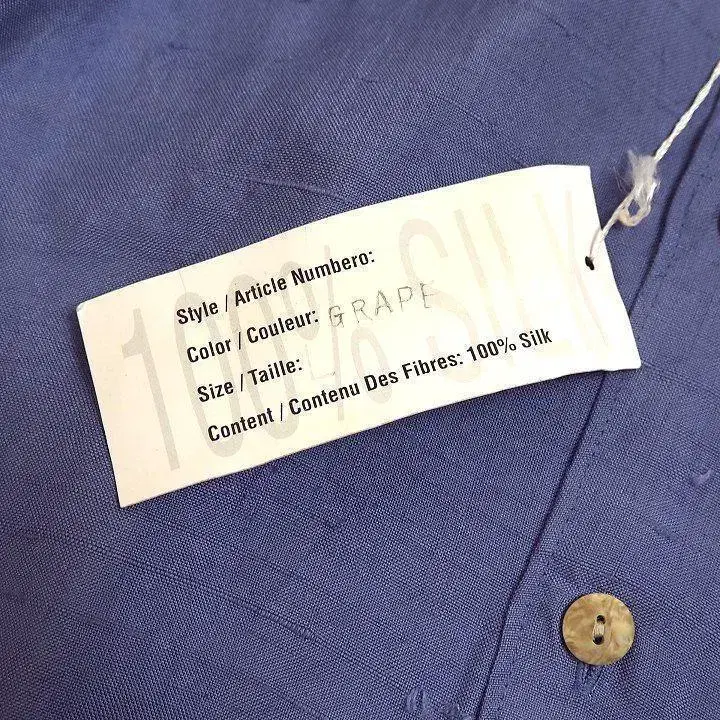 100% SILK
Style / Article Numbero:
Color / Couleur: GRAPE
Size / Taille: L
Content / Contenu Des Fibres: 100% Silk